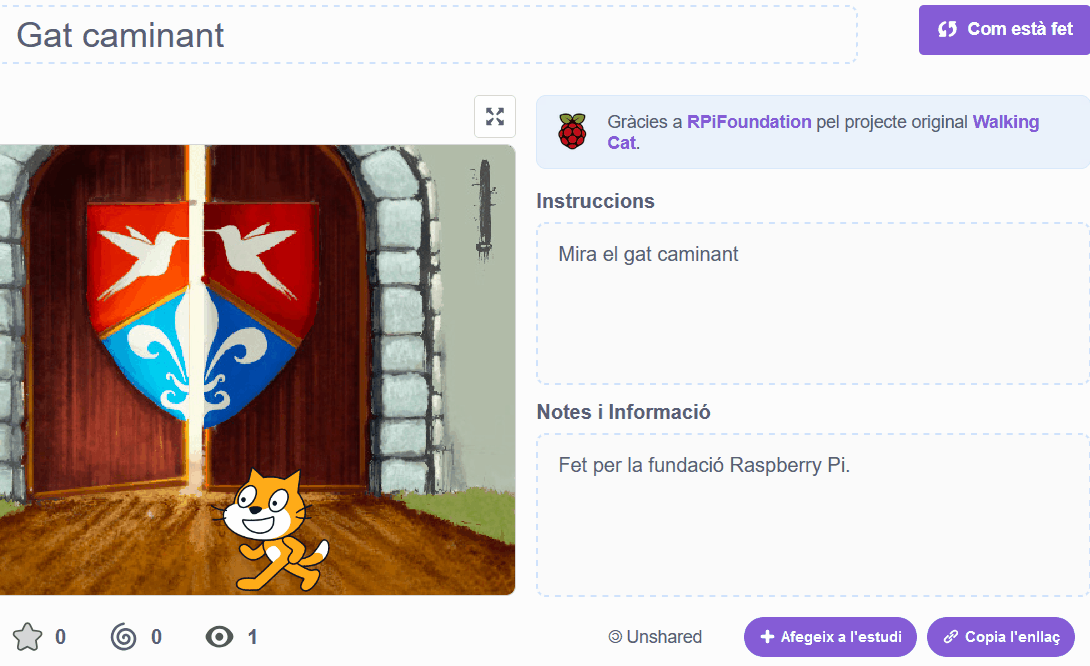 Gat caminant
Com està fet
Gràcies a RPiFoundation pel projecte original Walking
Cat.
Instruccions
Mira el gat caminant
Notes i Informació
Fet per la fundació Raspberry Pi.
0
0
1
Unshared
Afegeix a l'estudi
Copia l'enllaç